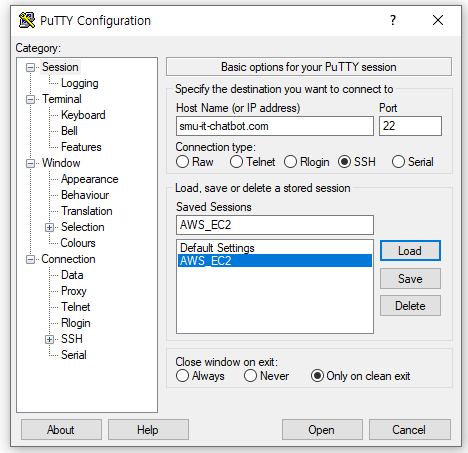 PuTTY Configuration
Category:
Session
Logging
Terminal
Keyboard
Bell
Features
Window
Appearance
Behaviour
Translation
Selection
Colours
Connection
Data
Proxy
Telnet
Rlogin
SSH
Serial
Basic options for your PuTTY session
Specify the destination you want to connect to
Host Name (or IP address) Port
smu-it-chatbot.com 22
Connection type:
Raw Telnet Rlogin SSH Serial
Load, save or delete a stored session
Saved Sessions
AWS_EC2
Default Settings
AWS_EC2
Load
Save
Delete
Close window on exit:
Always Never Only on clean exit
About Help Open Cancel